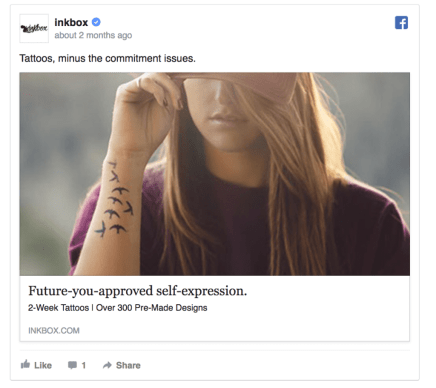 inkbox
inkbox
about 2 months ago
Tattoos, minus the commitment issues.
Future-you-approved self-expression.
2-Week Tattoos | Over 300 Pre-Made Designs
INKBOX.COM
Like 1 Share